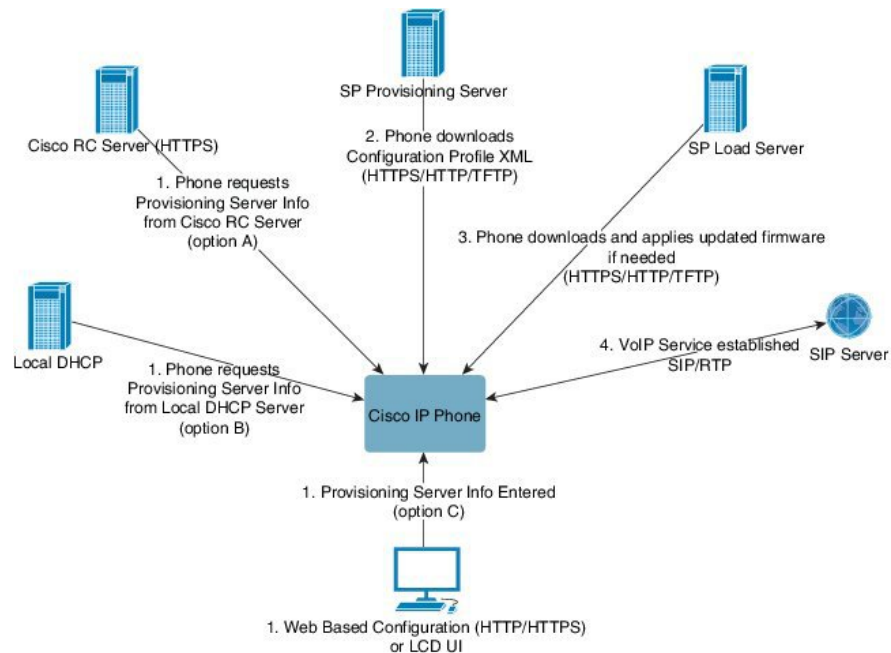 SP Provisioning Server
Cisco RC Server (HTTPS)
SP Load Server
2. Phone downloads
Configuration Profile XML
(HTTPS/HTTP/TFTP)
1. Phone requests
Provisioning Server Info
from Cisco RC Server
(option A)
3. Phone downloads and applies updated firmware
if needed
(HTTPS/HTTP/TFTP)
Local DHCP
1. Phone requests
Provisioning Server Info
from Local DHCP Server
(option B)
4. VoIP Service established
SIP/RTP
SIP Server
Cisco IP Phone
1. Provisioning Server Info Entered
(option C)
1. Web Based Configuration (HTTP/HTTPS)
or LCD UI